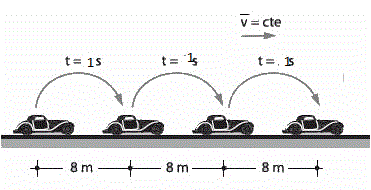 v = cte
t = 1s t = 1s t = 1s
8 m 8 m 8 m